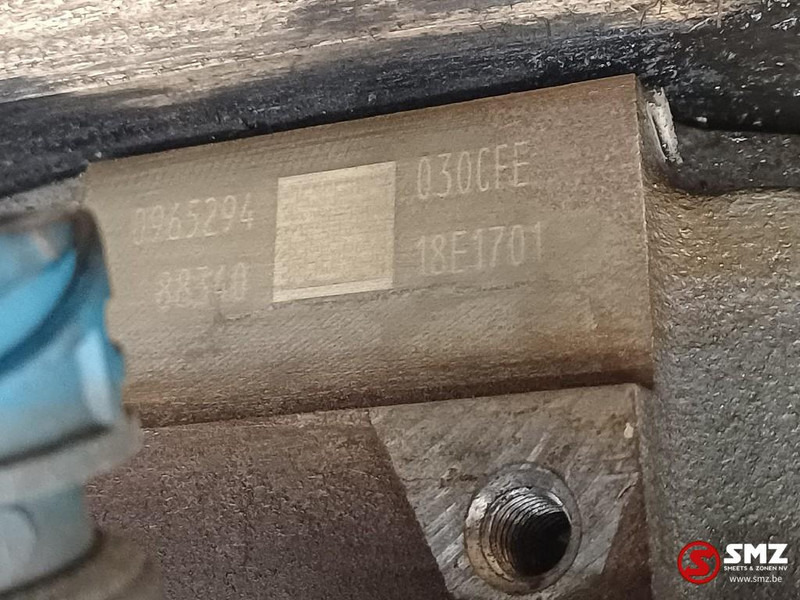 0965294 030CFE
88340 18E1701
SMZ
SHEETS & ZONEN NV
www.smz.be